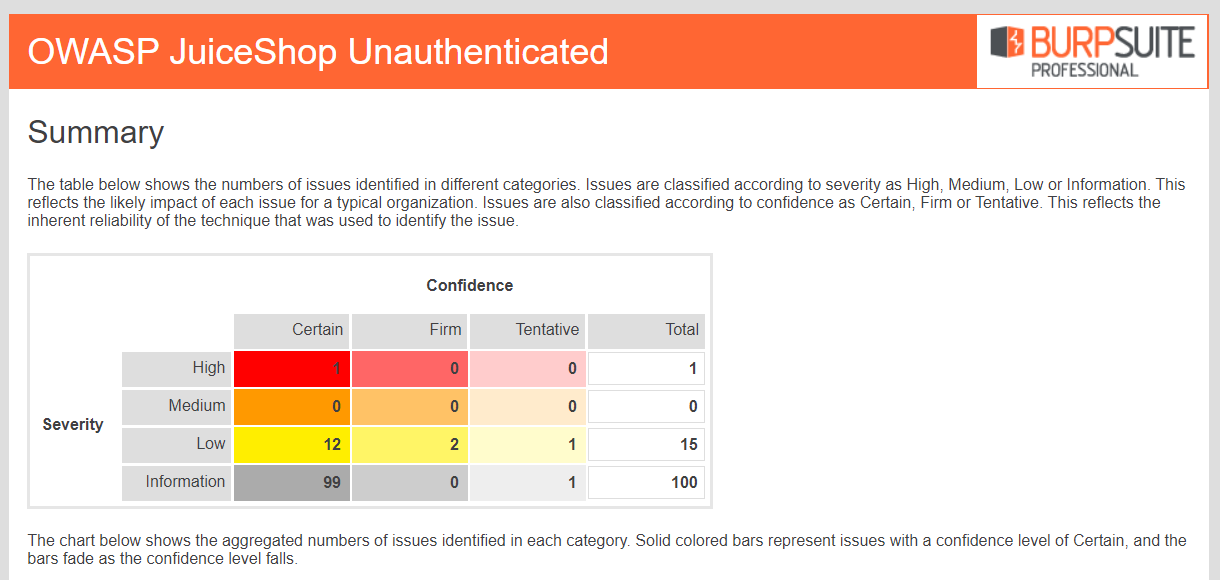 OWASP JuiceShop Unauthenticated
BURPSUITE
PROFESSIONAL
Summary
The table below shows the numbers of issues identified in different categories. Issues are classified according to severity as High, Medium, Low or Information. This
reflects the likely impact of each issue for a typical organization. Issues are also classified according to confidence as Certain, Firm or Tentative. This reflects the
inherent reliability of the technique that was used to identify the issue.
Confidence
Certain Firm Tentative Total
High 1 0 0 1
Medium 0 0 0 0
Severity
Low 12 2 1 15
Information 99 0 1 100
The chart below shows the aggregated numbers of issues identified in each category. Solid colored bars represent issues with a confidence level of Certain, and the
bars fade as the confidence level falls.